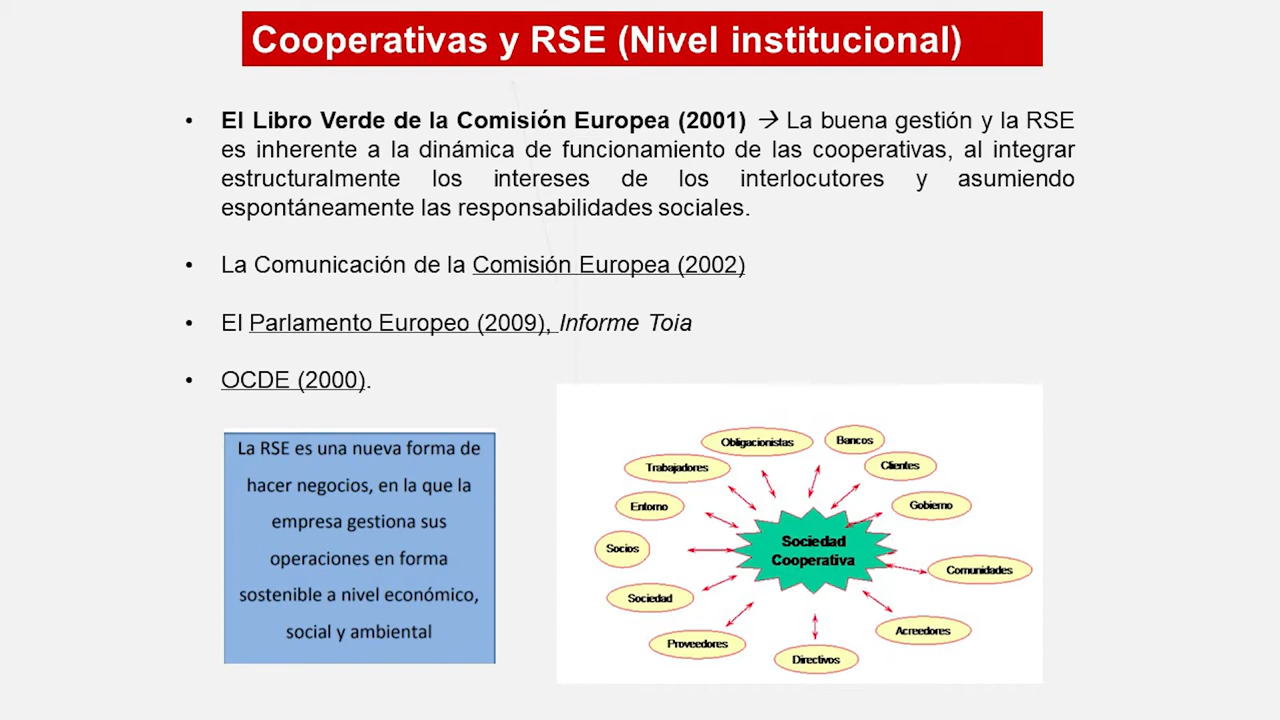 Cooperativas y RSE (Nivel institucional)
• El Libro Verde de la Comisión Europea (2001) → La buena gestión y la RSE
es inherente a la dinámica de funcionamiento de las cooperativas, al integrar
estructuralmente los intereses de los interlocutores y asumiendo
espontáneamente las responsabilidades sociales.
• La Comunicación de la Comisión Europea (2002)
• El Parlamento Europeo (2009), Informe Toia
• OCDE (2000).
La RSE es una nueva forma de
hacer negocios, en la que la
empresa gestiona sus
operaciones en forma
sostenible a nivel económico,
social y ambiental
Obligacionistas
Bancos
Trabajadores
Clientes
Entorno
Gobierno
Sociedad
Cooperativa
Socios
Comunidades
Sociedad
Acreedores
Proveedores
Directivos